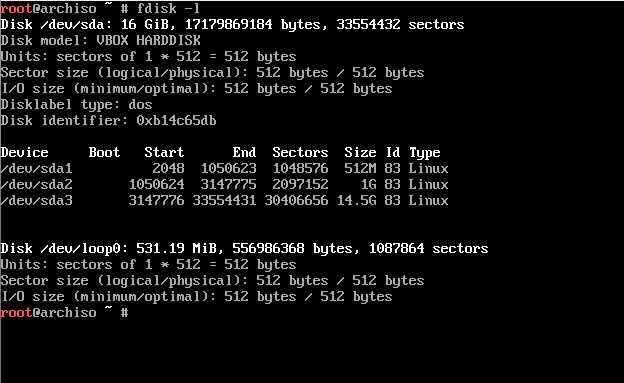 root@archiso ~ # fdisk -l
Disk /dev/sda: 16 GiB, 17179869184 bytes, 33554432 sectors
Disk model: VBOX HARDDISK
Units: sectors of 1 * 512 = 512 bytes
Sector size (logical/physical): 512 bytes / 512 bytes
I/O size (minimum/optimal): 512 bytes / 512 bytes
Disklabel type: dos
Disk identifier: 0xb14c65db
Device     Boot   Start      End  Sectors  Size Id Type
/dev/sda1          2048  1050623  1048576  512M 83 Linux
/dev/sda2       1050624  3147775  2097152    1G 83 Linux
/dev/sda3       3147776 33554431 30406656 14.5G 83 Linux
Disk /dev/loop0: 531.19 MiB, 556986368 bytes, 1087864 sectors
Units: sectors of 1 * 512 = 512 bytes
Sector size (logical/physical): 512 bytes / 512 bytes
I/O size (minimum/optimal): 512 bytes / 512 bytes
root@archiso ~ #